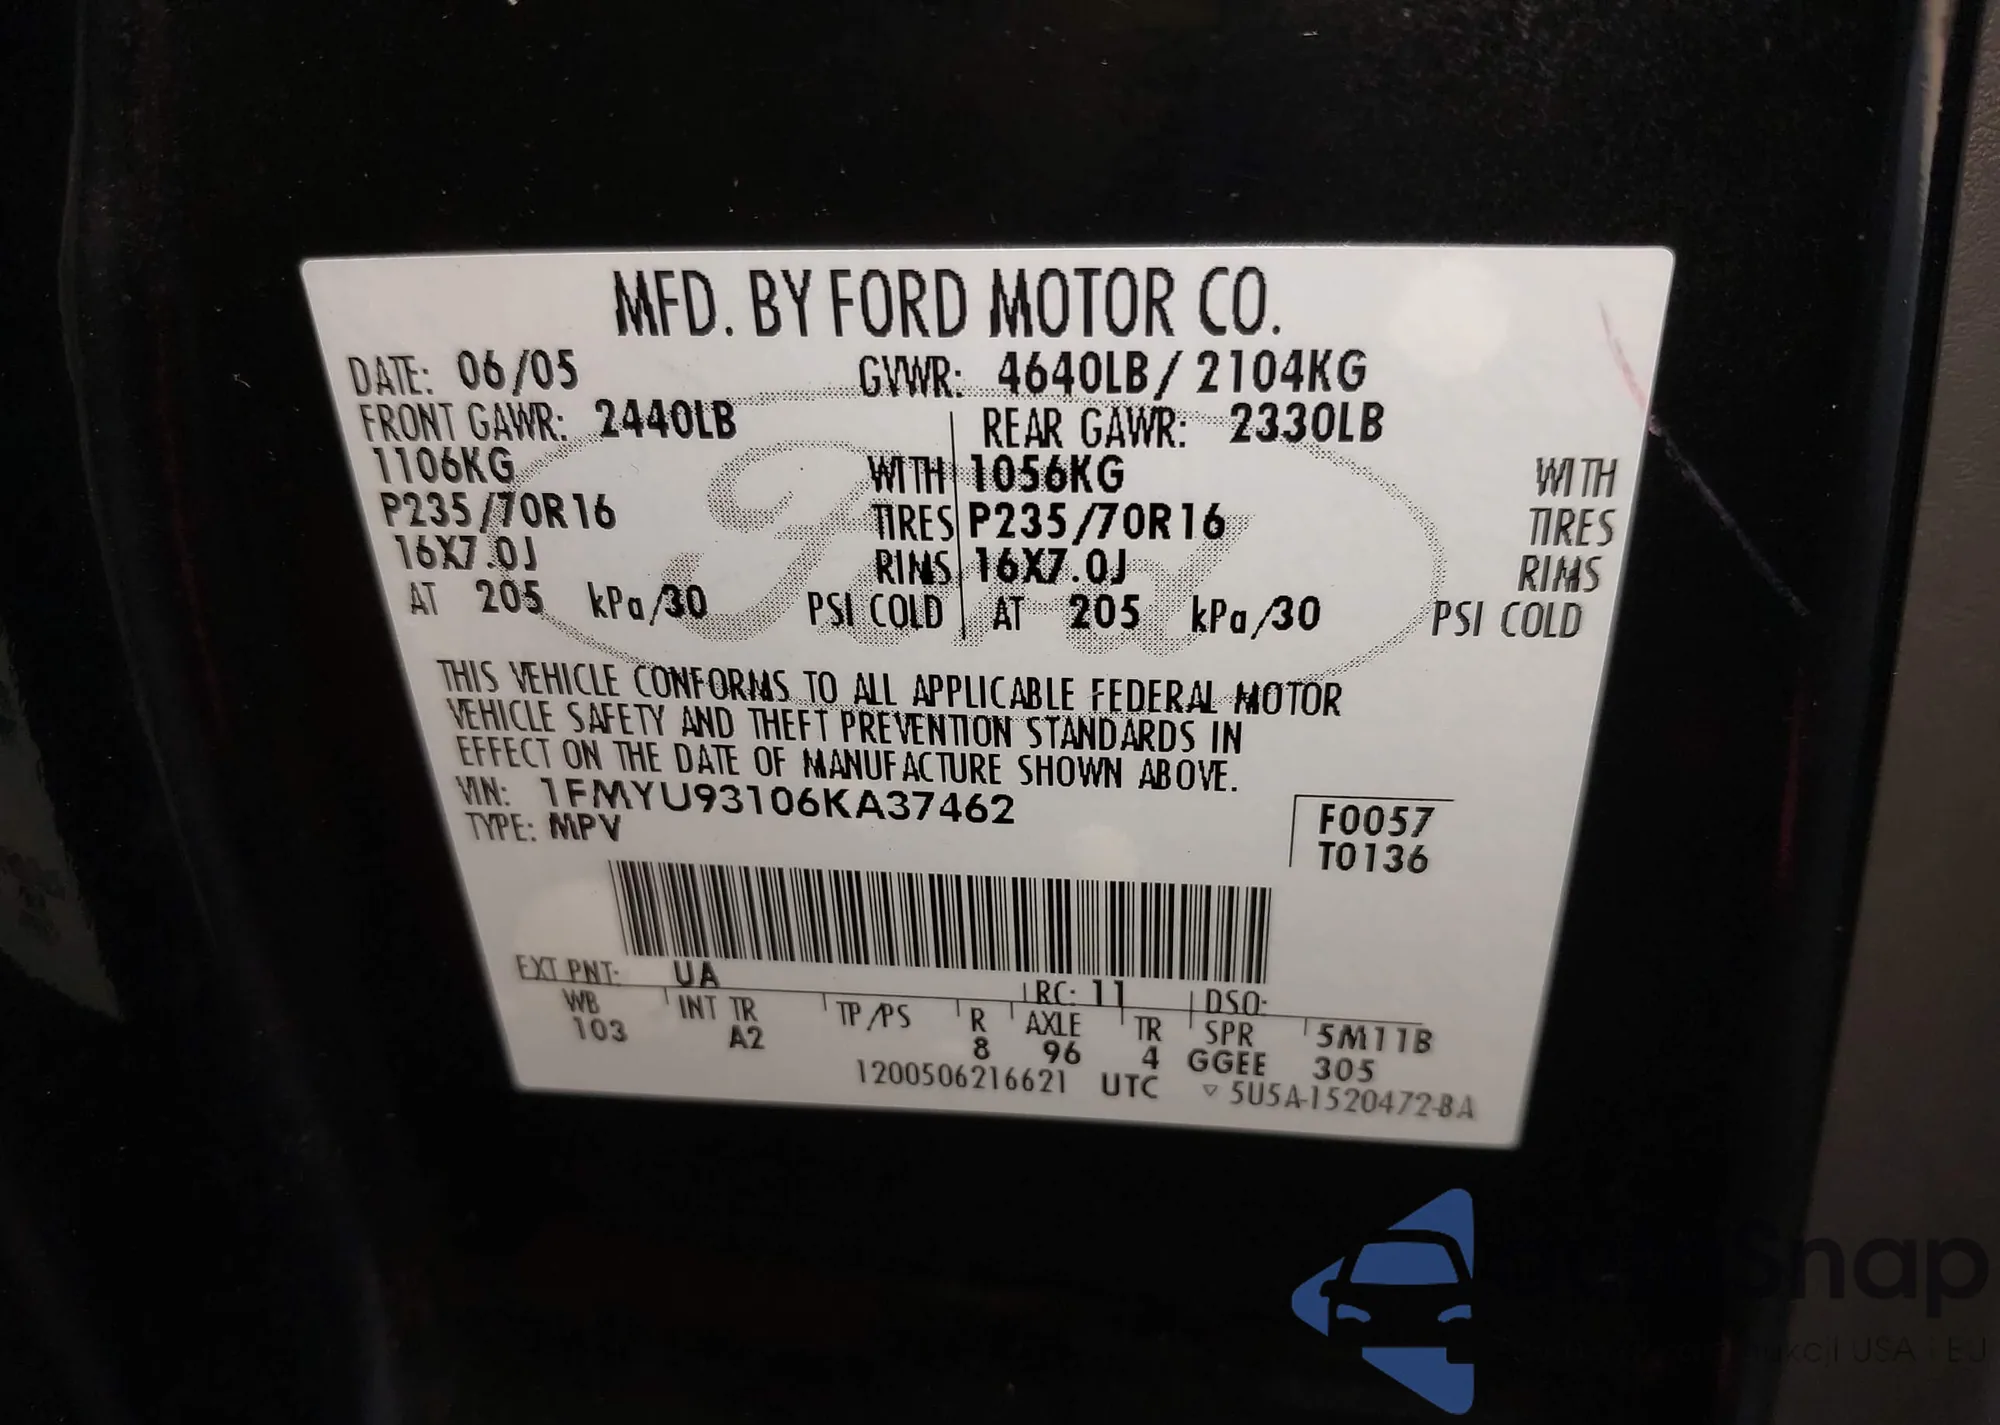 MFD. BY FORD MOTOR CO.
DATE: 06/05 GVWR: 4640LB/ 2104KG
FRONT GAWR: 2440LB REAR GAWR: 2330LB
1106KG WITH 1056KG WITH
P235/70R16 TIRES P235/70R16 TIRES
16X7.0J RIMS 16X7.0J RIMS
AT 205 kPa/30 PSI COLD AT 205 kPa/30 PSI COLD
THIS VEHICLE CONFORMS TO ALL APPLICABLE FEDERAL MOTOR
VEHICLE SAFETY AND THEFT PREVENTION STANDARDS IN
EFFECT ON THE DATE OF MANUFACTURE SHOWN ABOVE.
VIN: 1FMYU93106KA37462
TYPE: MPV
F0057
T0136
EXT PNT: UA RC: 11 DSO:
WB INT TR TP/PS R AXLE TR SPR 5M11B
103 A2 8 96 4 GGEE 305
1200506216621 UTC ▽ 5U5A-1520472-BA
Snap
USA i EU